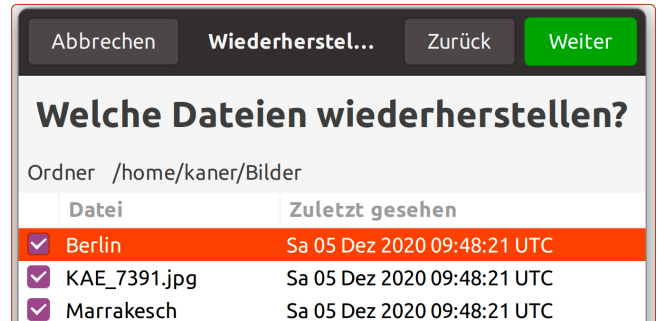 Abbrechen Wiederherstel... Zurück Weiter
Welche Dateien wiederherstellen?
Ordner /home/kaner/Bilder
Datei Zuletzt gesehen
Berlin Sa 05 Dez 2020 09:48:21 UTC
KAE_7391.jpg Sa 05 Dez 2020 09:48:21 UTC
Marrakesch Sa 05 Dez 2020 09:48:21 UTC